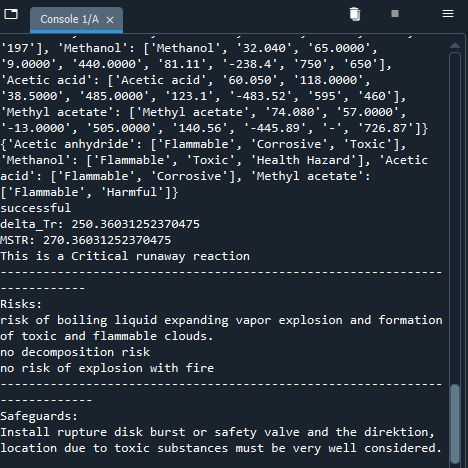 Console 1/A
'197'], 'Methanol': ['Methanol', '32.040', '65.0000',
'9.0000', '440.0000', '81.11', '-238.4', '750', '650'],
'Acetic acid': ['Acetic acid', '60.050', '118.0000',
'38.5000', '485.0000', '123.1', '-483.52', '595', '460'],
'Methyl acetate': ['Methyl acetate', '74.080', '57.0000',
'-13.0000', '505.0000', '140.56', '-445.89', '-', '726.87']}
{'Acetic anhydride': ['Flammable', 'Corrosive', 'Toxic'],
'Methanol': ['Flammable', 'Toxic', 'Health Hazard'], 'Acetic
acid': ['Flammable', 'Corrosive'], 'Methyl acetate':
['Flammable', 'Harmful']}
successful
delta_Tr: 250.36031252370475
MSTR: 270.36031252370475
This is a Critical runaway reaction
----------------------------------------------------------
------------
Risks:
risk of boiling liquid expanding vapor explosion and formation
of toxic and flammable clouds.
no decomposition risk
no risk of explosion with fire
----------------------------------------------------------
-------------
Safeguards:
Install rupture disk burst or safety valve and the direktion,
location due to toxic substances must be very well considered.